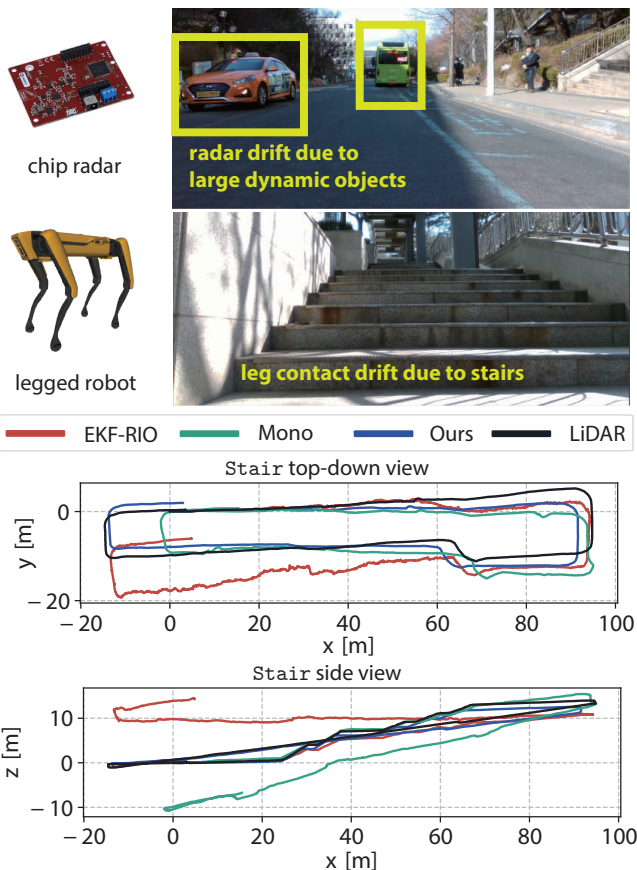 chip radar
radar drift due to
large dynamic objects
legged robot
leg contact drift due to stairs
EKF-RIO Mono Ours LiDAR
Stair top-down view
y [m]
0
−20
−20 0 20 40 60 80 100
x [m]
Stair side view
z [m]
10
0
−10
−20 0 20 40 60 80 100
x [m]